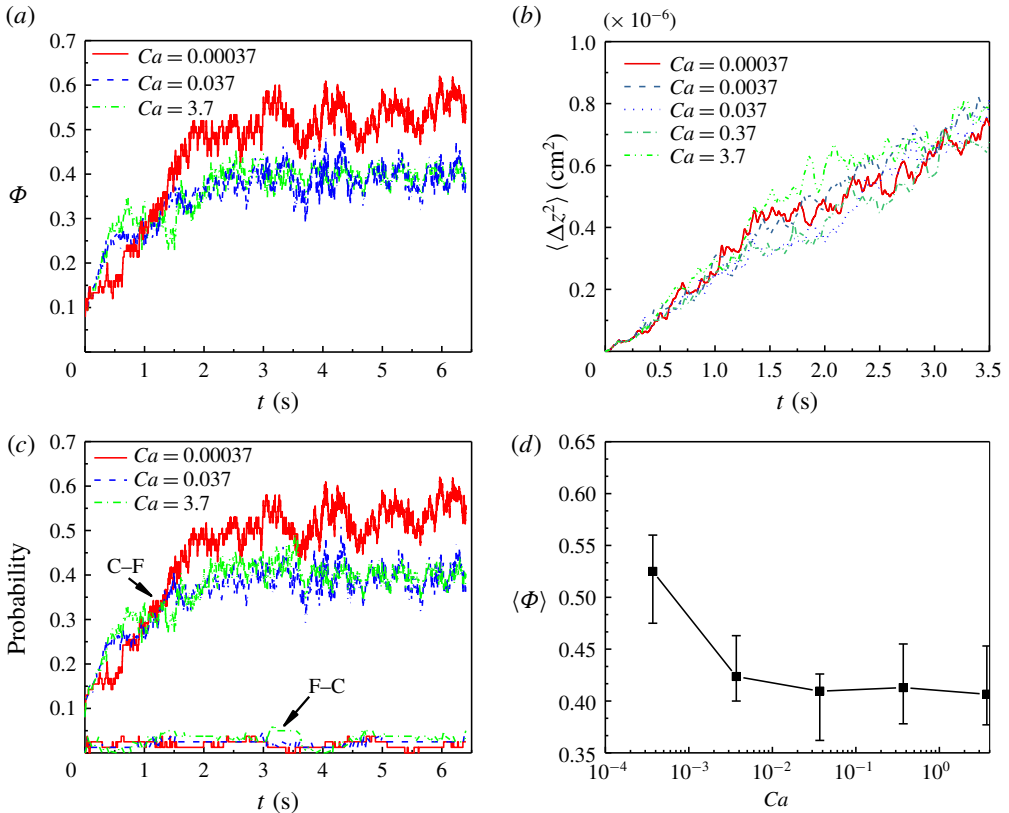 (a)
0.7
0.6
0.5
0.4
0.3
0.2
0.1
Φ
Ca = 0.00037
Ca = 0.037
Ca = 3.7
0 1 2 3 4 5 6
t (s)
(b)
(× 10⁻⁶)
1.0
0.8
0.6
0.4
0.2
0
⟨Δz²⟩ (cm²)
Ca = 0.00037
Ca = 0.0037
Ca = 0.037
Ca = 0.37
Ca = 3.7
0.5 1.0 1.5 2.0 2.5 3.0 3.5
t (s)
(c)
0.7
0.6
0.5
0.4
0.3
0.2
0.1
Probability
Ca = 0.00037
Ca = 0.037
Ca = 3.7
C–F
F–C
0 1 2 3 4 5 6
t (s)
(d)
0.65
0.60
0.55
0.50
0.45
0.40
0.35
⟨Φ⟩
10⁻⁴ 10⁻³ 10⁻² 10⁻¹ 10⁰
Ca